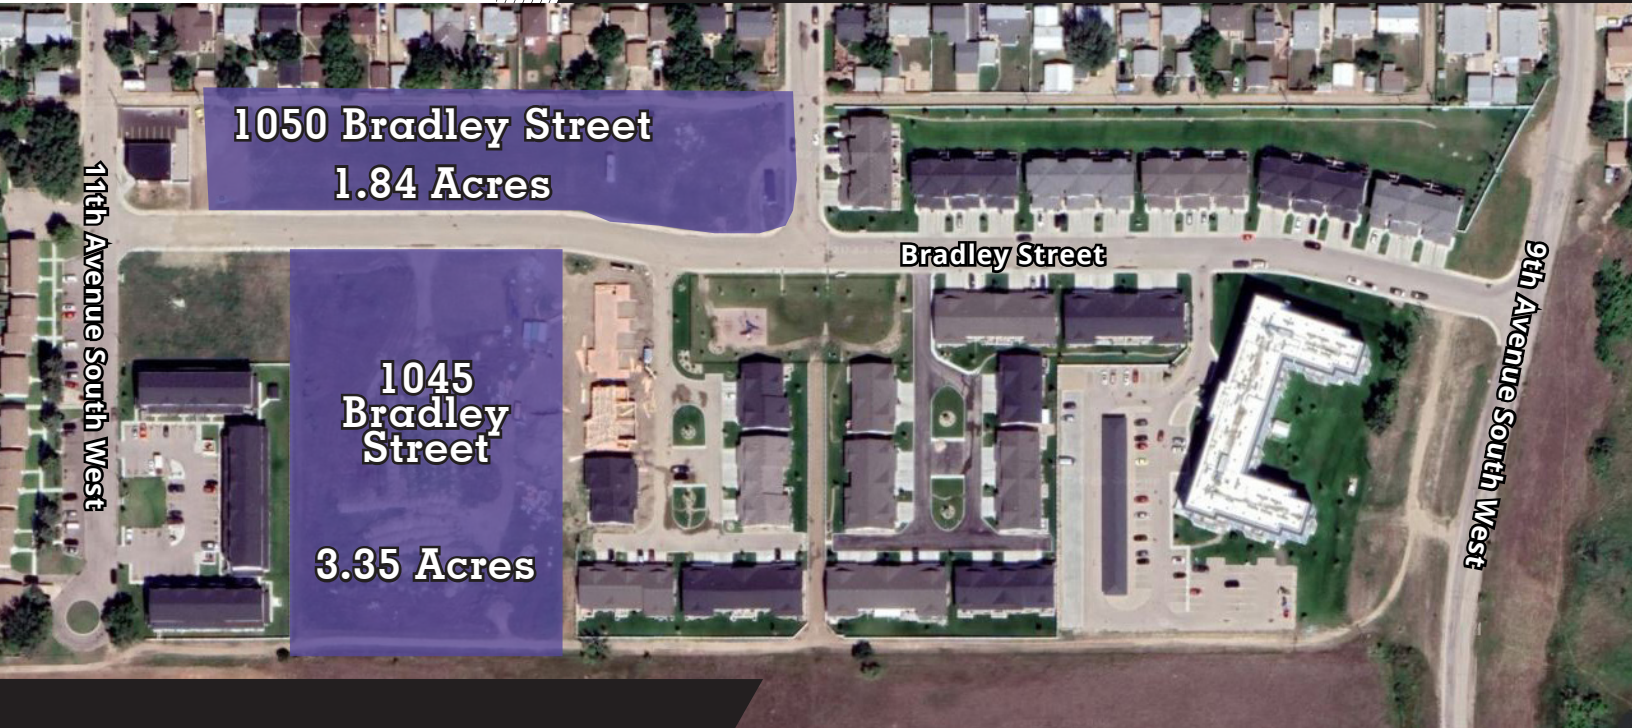 1050 Bradley Street
1.84 Acres
11th Avenue South West
Bradley Street
9th Avenue South West
1045
Bradley
Street
3.35 Acres